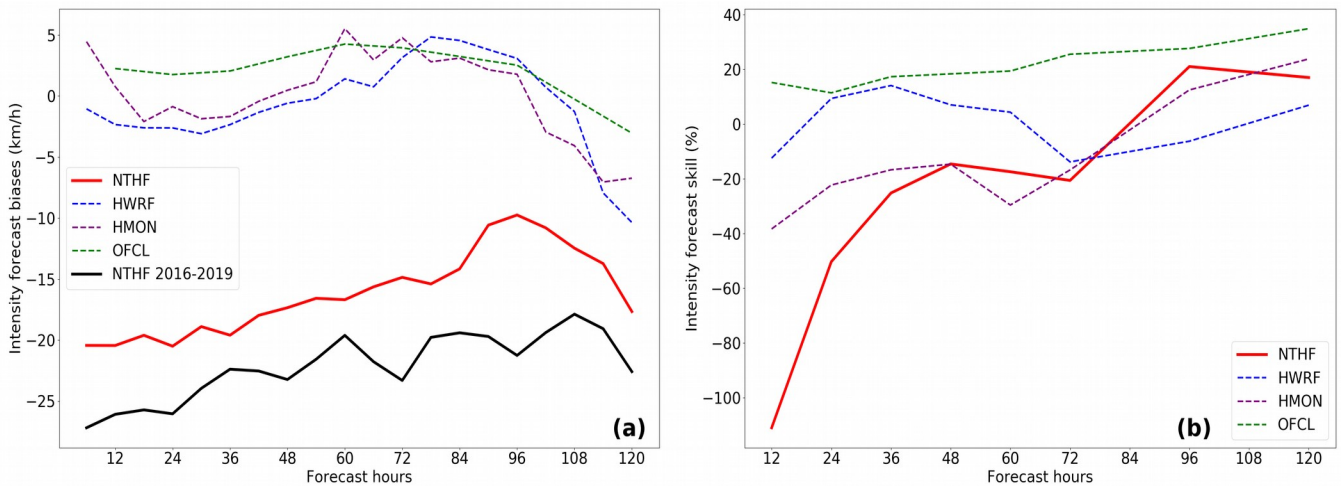 Intensity forecast biases (km/h)
5
0
−5
−10
−15
−20
−25
NTHF
HWRF
HMON
OFCL
NTHF 2016-2019
(a)
12 24 36 48 60 72 84 96 108 120
Forecast hours
Intensity forecast skill (%)
40
20
0
−20
−40
−60
−80
−100
NTHF
HWRF
HMON
OFCL
(b)
12 24 36 48 60 72 84 96 108 120
Forecast hours